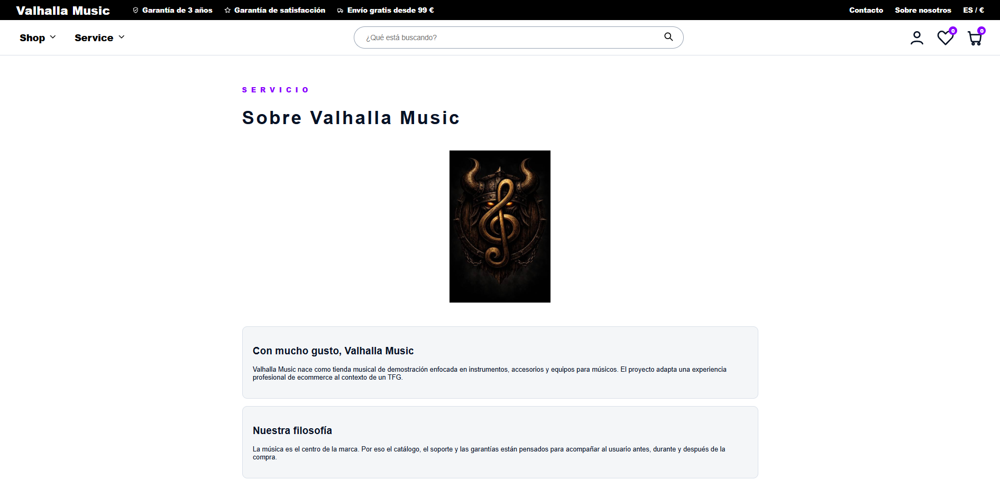 Valhalla Music
Garantía de 3 años
Garantía de satisfacción
Envío gratis desde 99 €
Contacto
Sobre nosotros
ES / €
Shop
Service
¿Qué está buscando?
0
0
SERVICIO
Sobre Valhalla Music
Con mucho gusto, Valhalla Music
Valhalla Music nace como tienda musical de demostración enfocada en instrumentos, accesorios y equipos para músicos. El proyecto adapta una experiencia
profesional de ecommerce al contexto de un TFG.
Nuestra filosofía
La música es el centro de la marca. Por eso el catálogo, el soporte y las garantías están pensados para acompañar al usuario antes, durante y después de la
compra.